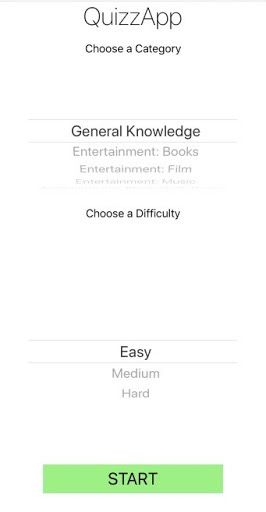 QuizzApp
Choose a Category
General Knowledge
Entertainment: Books
Entertainment: Film
Entertainment: Music
Choose a Difficulty
Easy
Medium
Hard
START